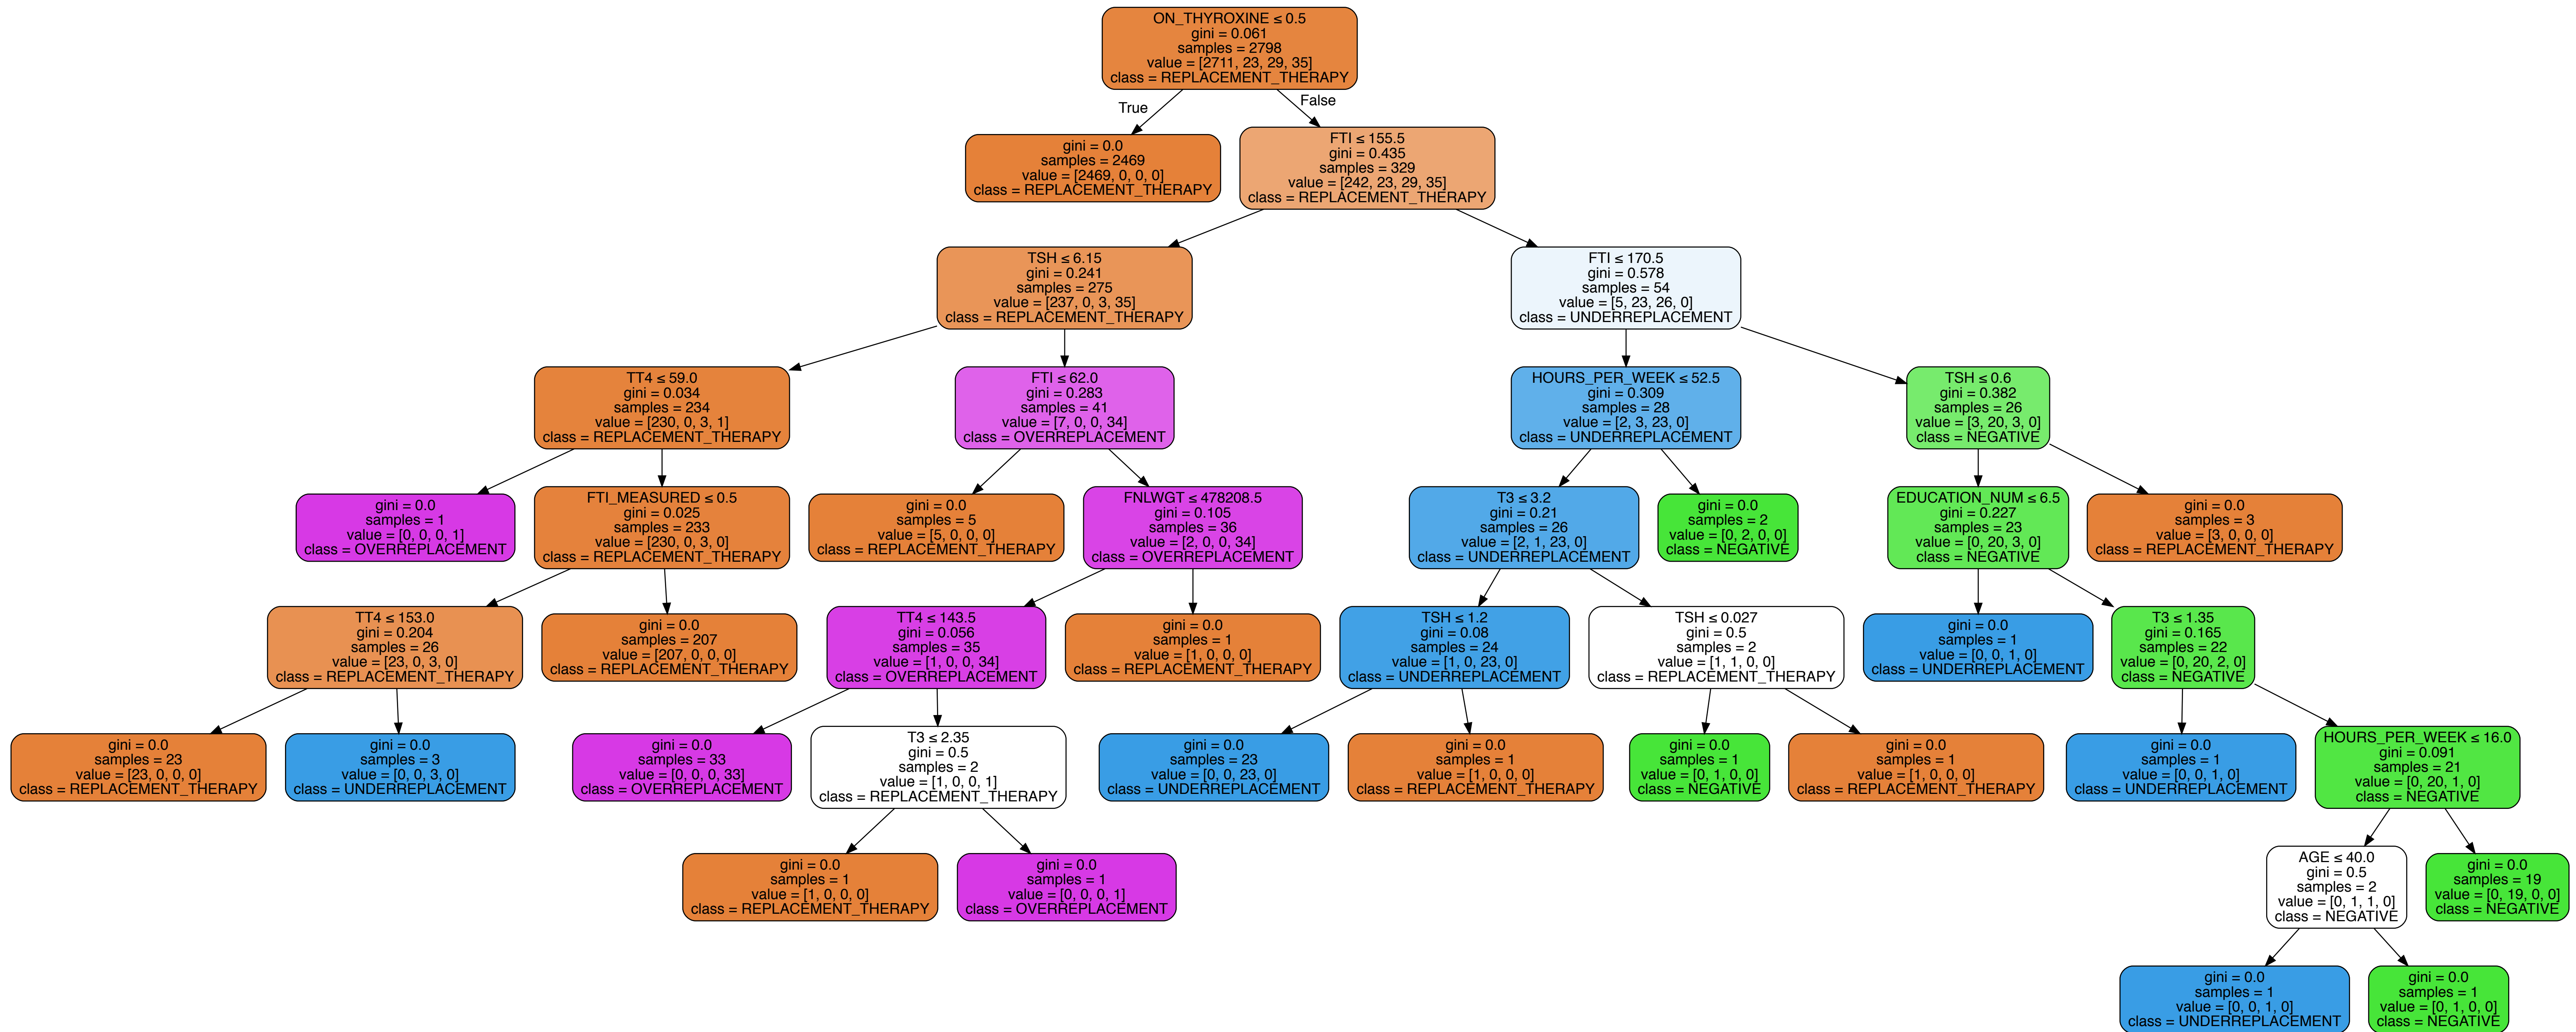 ON_THYROXINE ≤ 0.5
gini = 0.061
samples = 2798
value = [2711, 23, 29, 35]
class = REPLACEMENT_THERAPY
True
False
gini = 0.0
samples = 2469
value = [2469, 0, 0, 0]
class = REPLACEMENT_THERAPY
FTI ≤ 155.5
gini = 0.435
samples = 329
value = [242, 23, 29, 35]
class = REPLACEMENT_THERAPY
TSH ≤ 6.15
gini = 0.241
samples = 275
value = [237, 0, 3, 35]
class = REPLACEMENT_THERAPY
FTI ≤ 170.5
gini = 0.578
samples = 54
value = [5, 23, 26, 0]
class = UNDERREPLACEMENT
TT4 ≤ 59.0
gini = 0.034
samples = 234
value = [230, 0, 3, 1]
class = REPLACEMENT_THERAPY
FTI ≤ 62.0
gini = 0.283
samples = 41
value = [7, 0, 0, 34]
class = OVERREPLACEMENT
HOURS_PER_WEEK ≤ 52.5
gini = 0.309
samples = 28
value = [2, 3, 23, 0]
class = UNDERREPLACEMENT
TSH ≤ 0.6
gini = 0.382
samples = 26
value = [3, 20, 3, 0]
class = NEGATIVE
gini = 0.0
samples = 1
value = [0, 0, 0, 1]
class = OVERREPLACEMENT
FTI_MEASURED ≤ 0.5
gini = 0.025
samples = 233
value = [230, 0, 3, 0]
class = REPLACEMENT_THERAPY
gini = 0.0
samples = 5
value = [5, 0, 0, 0]
class = REPLACEMENT_THERAPY
FNLWGT ≤ 478208.5
gini = 0.105
samples = 36
value = [2, 0, 0, 34]
class = OVERREPLACEMENT
T3 ≤ 3.2
gini = 0.21
samples = 26
value = [2, 1, 23, 0]
class = UNDERREPLACEMENT
gini = 0.0
samples = 2
value = [0, 2, 0, 0]
class = NEGATIVE
EDUCATION_NUM ≤ 6.5
gini = 0.227
samples = 23
value = [0, 20, 3, 0]
class = NEGATIVE
gini = 0.0
samples = 3
value = [3, 0, 0, 0]
class = REPLACEMENT_THERAPY
TT4 ≤ 153.0
gini = 0.204
samples = 26
value = [23, 0, 3, 0]
class = REPLACEMENT_THERAPY
gini = 0.0
samples = 207
value = [207, 0, 0, 0]
class = REPLACEMENT_THERAPY
TT4 ≤ 143.5
gini = 0.056
samples = 35
value = [1, 0, 0, 34]
class = OVERREPLACEMENT
gini = 0.0
samples = 1
value = [1, 0, 0, 0]
class = REPLACEMENT_THERAPY
TSH ≤ 1.2
gini = 0.08
samples = 24
value = [1, 0, 23, 0]
class = UNDERREPLACEMENT
TSH ≤ 0.027
gini = 0.5
samples = 2
value = [1, 1, 0, 0]
class = REPLACEMENT_THERAPY
gini = 0.0
samples = 1
value = [0, 0, 1, 0]
class = UNDERREPLACEMENT
T3 ≤ 1.35
gini = 0.165
samples = 22
value = [0, 20, 2, 0]
class = NEGATIVE
gini = 0.0
samples = 23
value = [23, 0, 0, 0]
class = REPLACEMENT_THERAPY
gini = 0.0
samples = 3
value = [0, 0, 3, 0]
class = UNDERREPLACEMENT
gini = 0.0
samples = 33
value = [0, 0, 0, 33]
class = OVERREPLACEMENT
T3 ≤ 2.35
gini = 0.5
samples = 2
value = [1, 0, 0, 1]
class = REPLACEMENT_THERAPY
gini = 0.0
samples = 23
value = [0, 0, 23, 0]
class = UNDERREPLACEMENT
gini = 0.0
samples = 1
value = [1, 0, 0, 0]
class = REPLACEMENT_THERAPY
gini = 0.0
samples = 1
value = [0, 1, 0, 0]
class = NEGATIVE
gini = 0.0
samples = 1
value = [1, 0, 0, 0]
class = REPLACEMENT_THERAPY
gini = 0.0
samples = 1
value = [0, 0, 1, 0]
class = UNDERREPLACEMENT
HOURS_PER_WEEK ≤ 16.0
gini = 0.091
samples = 21
value = [0, 20, 1, 0]
class = NEGATIVE
gini = 0.0
samples = 1
value = [1, 0, 0, 0]
class = REPLACEMENT_THERAPY
gini = 0.0
samples = 1
value = [0, 0, 0, 1]
class = OVERREPLACEMENT
AGE ≤ 40.0
gini = 0.5
samples = 2
value = [0, 1, 1, 0]
class = NEGATIVE
gini = 0.0
samples = 19
value = [0, 19, 0, 0]
class = NEGATIVE
gini = 0.0
samples = 1
value = [0, 0, 1, 0]
class = UNDERREPLACEMENT
gini = 0.0
samples = 1
value = [0, 1, 0, 0]
class = NEGATIVE